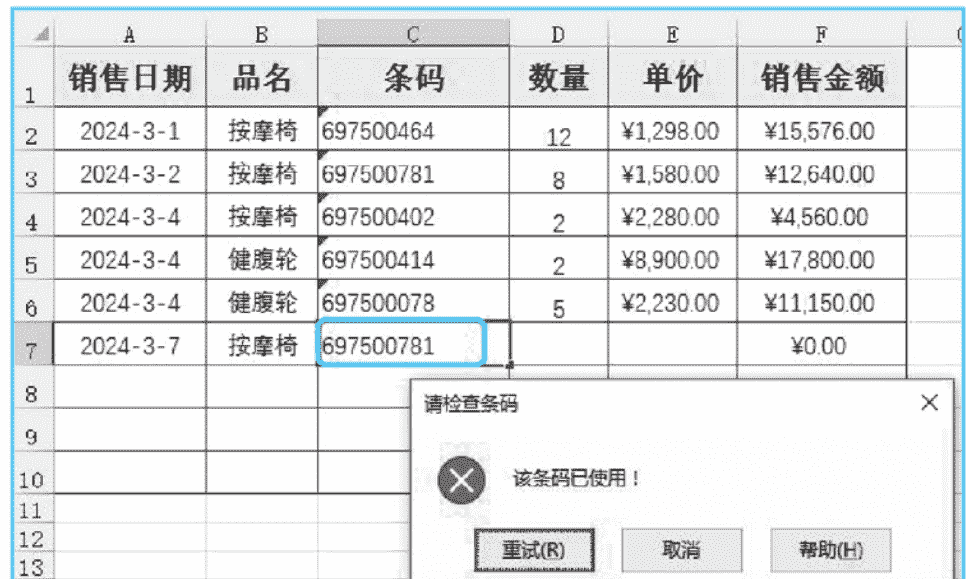 A B C D E F
1 销售日期 品名 条码 数量 单价 销售金额
2 2024-3-1 按摩椅 697500464 12 ¥1,298.00 ¥15,576.00
3 2024-3-2 按摩椅 697500781 8 ¥1,580.00 ¥12,640.00
4 2024-3-4 按摩椅 697500402 2 ¥2,280.00 ¥4,560.00
5 2024-3-4 健腹轮 697500414 2 ¥8,900.00 ¥17,800.00
6 2024-3-4 健腹轮 697500078 5 ¥2,230.00 ¥11,150.00
7 2024-3-7 按摩椅 697500781 ¥0.00
8
请检查条码
9
10
该条码已使用！
11
12
重试(R) 取消 帮助(H)
13